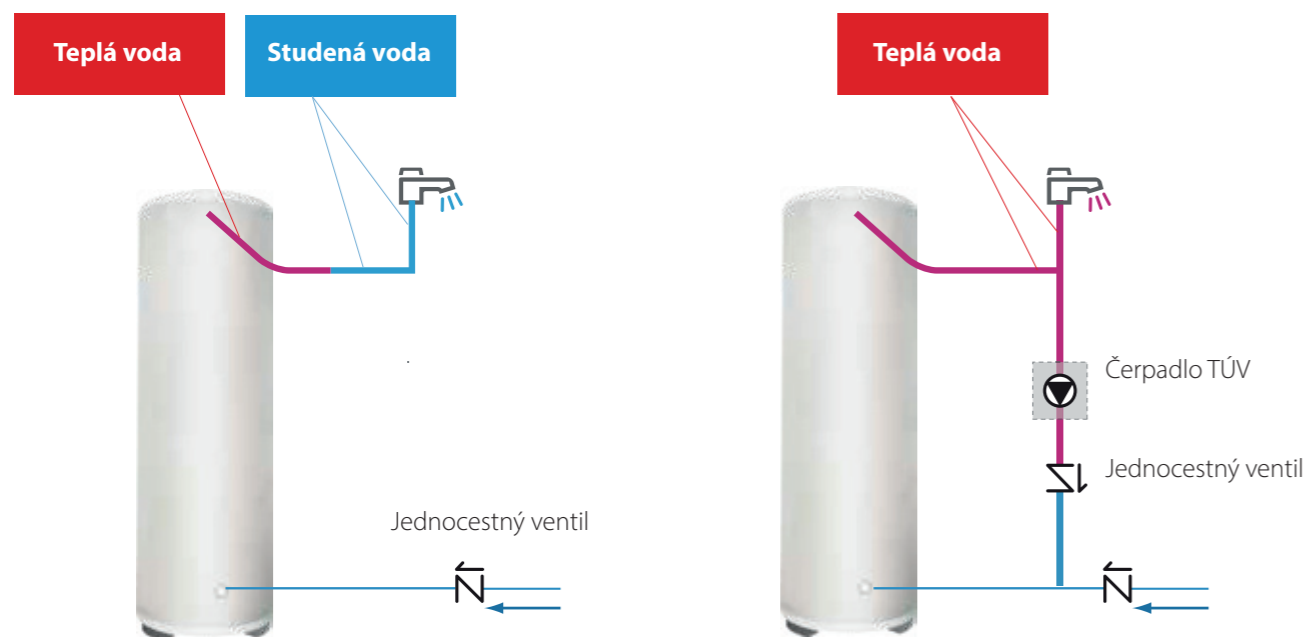 Teplá voda
Studená voda
Teplá voda
Čerpadlo TÚV
Jednocestný ventil
Jednocestný ventil